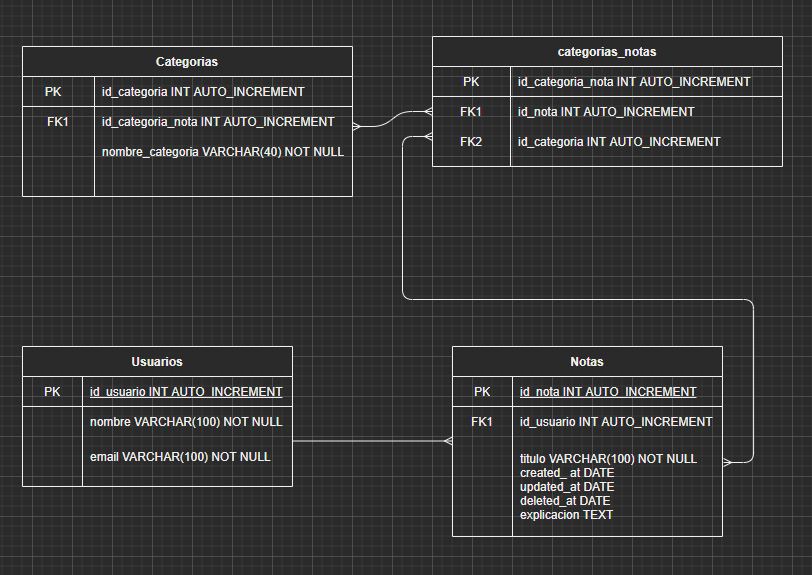 Categorias
PK id_categoria INT AUTO_INCREMENT
FK1 id_categoria_nota INT AUTO_INCREMENT
nombre_categoria VARCHAR(40) NOT NULL
categorias_notas
PK id_categoria_nota INT AUTO_INCREMENT
FK1 id_nota INT AUTO_INCREMENT
FK2 id_categoria INT AUTO_INCREMENT
Usuarios
PK id_usuario INT AUTO_INCREMENT
nombre VARCHAR(100) NOT NULL
email VARCHAR(100) NOT NULL
Notas
PK id_nota INT AUTO_INCREMENT
FK1 id_usuario INT AUTO_INCREMENT
titulo VARCHAR(100) NOT NULL
created_ at DATE
updated_at DATE
deleted_at DATE
explicacion TEXT